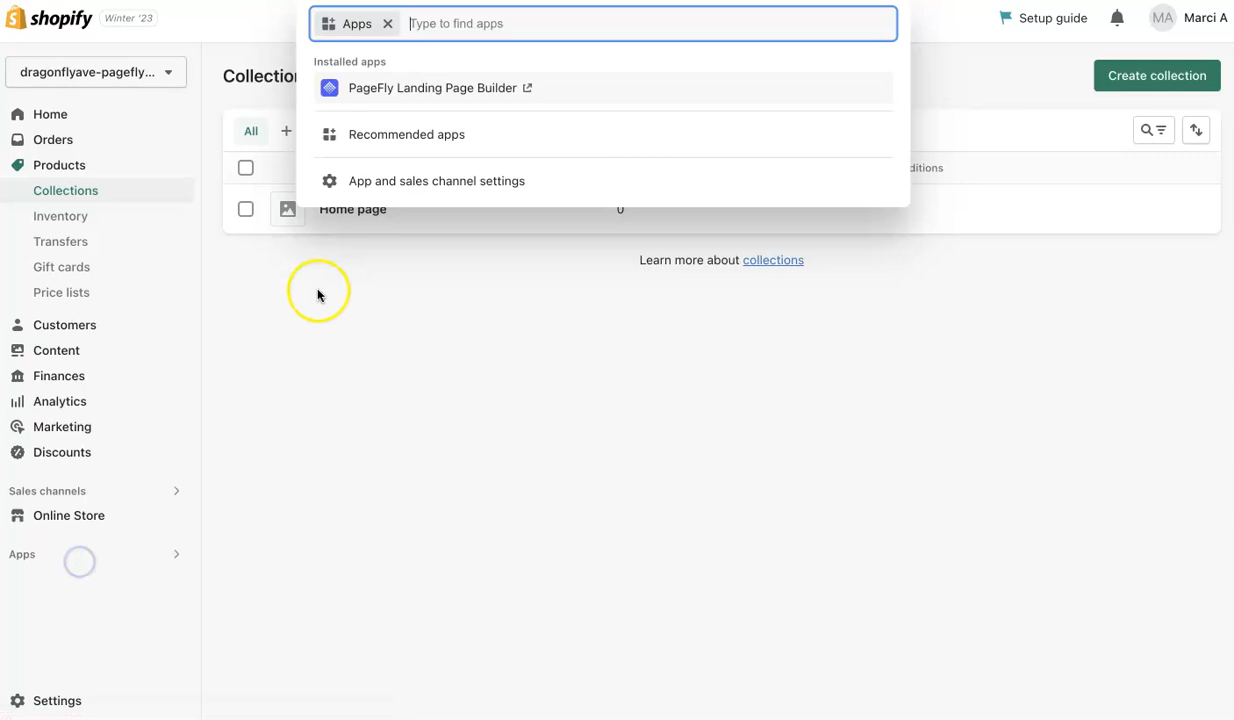 shopify Winter '23
Apps Type to find apps
Setup guide
MA Marci A
dragonflyave-pagefly...
Home
Orders
Products
Collections
Inventory
Transfers
Gift cards
Price lists
Customers
Content
Finances
Analytics
Marketing
Discounts
Sales channels
Online Store
Apps
Settings
Installed apps
PageFly Landing Page Builder
Recommended apps
App and sales channel settings
Create collection
All +
Home page 0
Learn more about collections